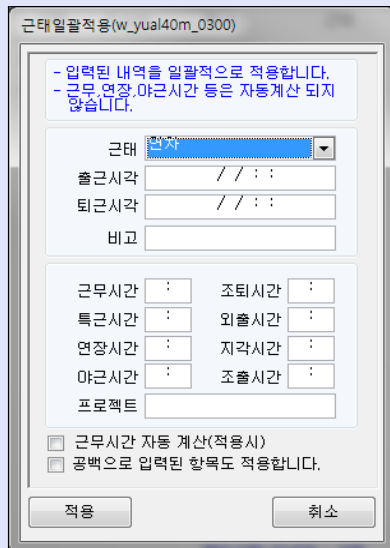 근태일괄적용(w_yual40m_0300)
- 입력된 내역을 일괄적으로 적용합니다.
- 근무,연장,야근시간 등은 자동계산 되지
않습니다.
근태 연차
출근시각 / / : :
퇴근시각 / / : :
비고
근무시간 : 조퇴시간 :
특근시간 : 외출시간 :
연장시간 : 지각시간 :
야근시간 : 조출시간 :
프로젝트
근무시간 자동 계산(적용시)
공백으로 입력된 항목도 적용합니다.
적용 취소